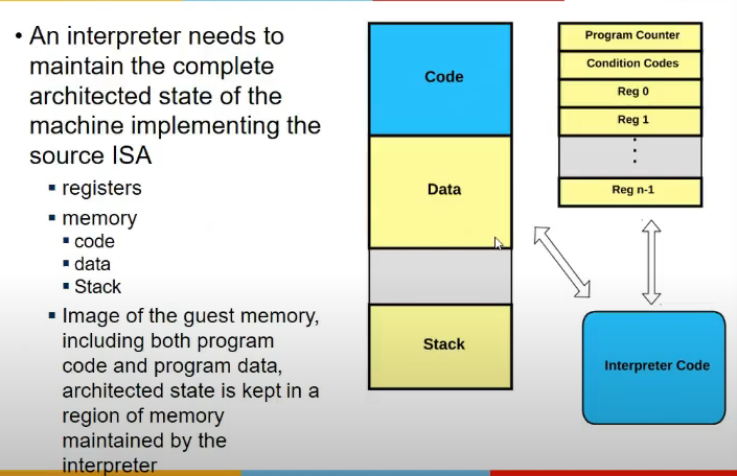 • An interpreter needs to
maintain the complete
architected state of the
machine implementing the
source ISA
▪ registers
▪ memory
▪ code
▪ data
▪ Stack
▪ Image of the guest memory,
including both program
code and program data,
architected state is kept in a
region of memory
maintained by the
interpreter
Code
Data
Stack
Program Counter
Condition Codes
Reg 0
Reg 1
⋮
Reg n-1
Interpreter Code